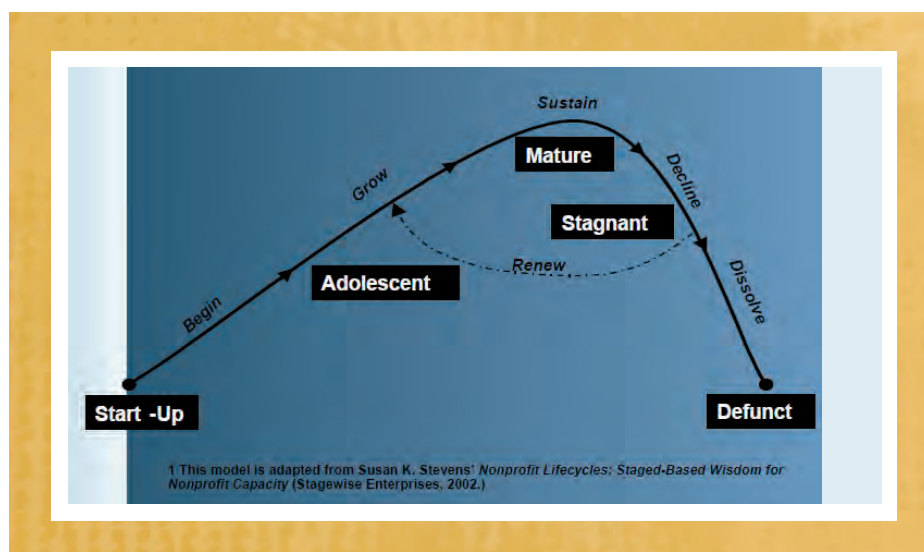 Sustain
Mature
Decline
Grow
Stagnant
Renew
Adolescent
Dissolve
Begin
Start -Up
Defunct
1 This model is adapted from Susan K. Stevens' Nonprofit Lifecycles: Staged-Based Wisdom for
Nonprofit Capacity (Stagewise Enterprises, 2002.)